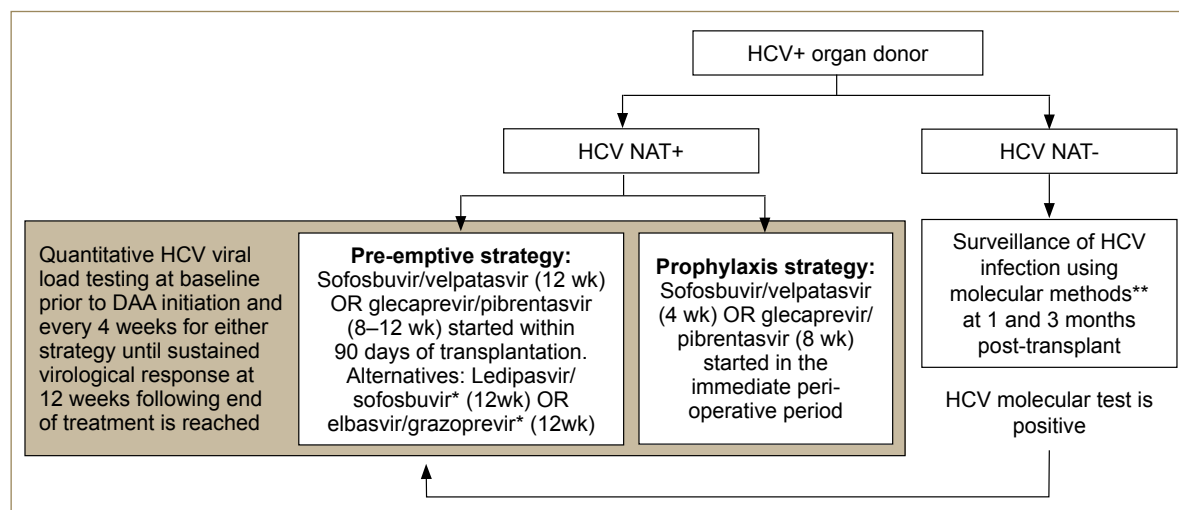 HCV+ organ donor
HCV NAT+
HCV NAT-
Quantitative HCV viral
load testing at baseline
prior to DAA initiation and
every 4 weeks for either
strategy until sustained
virological response at
12 weeks following end
of treatment is reached
Pre-emptive strategy:
Sofosbuvir/velpatasvir (12 wk)
OR glecaprevir/pibrentasvir
(8–12 wk) started within
90 days of transplantation.
Alternatives: Ledipasvir/
sofosbuvir* (12wk) OR
elbasvir/grazoprevir* (12wk)
Prophylaxis strategy:
Sofosbuvir/velpatasvir
(4 wk) OR glecaprevir/
pibrentasvir (8 wk)
started in the
immediate peri-
operative period
Surveillance of HCV
infection using
molecular methods**
at 1 and 3 months
post-transplant
HCV molecular test is
positive